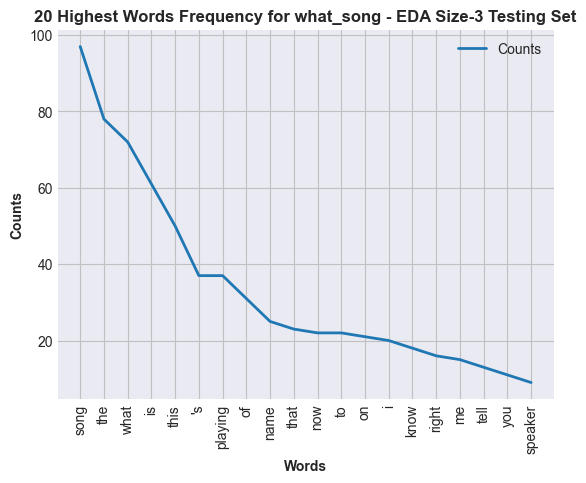 20 Highest Words Frequency for what_song - EDA Size-3 Testing Set
Counts
100
80
60
40
20
Counts
song
the
what
is
this
's
playing
of
name
that
now
to
on
i
know
right
me
tell
you
speaker
Words